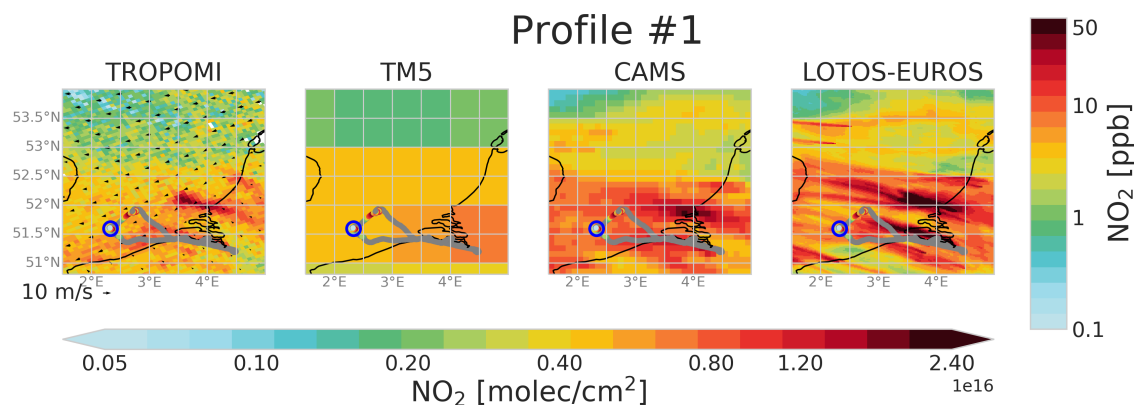 Profile #1
TROPOMI TM5 CAMS LOTOS-EUROS
53.5°N
53°N
52.5°N
52°N
51.5°N
51°N
2°E 3°E 4°E 2°E 3°E 4°E 2°E 3°E 4°E 2°E 3°E 4°E
10 m/s
50
10
1
0.1
NO₂ [ppb]
0.05 0.10 0.20 0.40 0.80 1.20 2.40
1e16
NO₂ [molec/cm²]